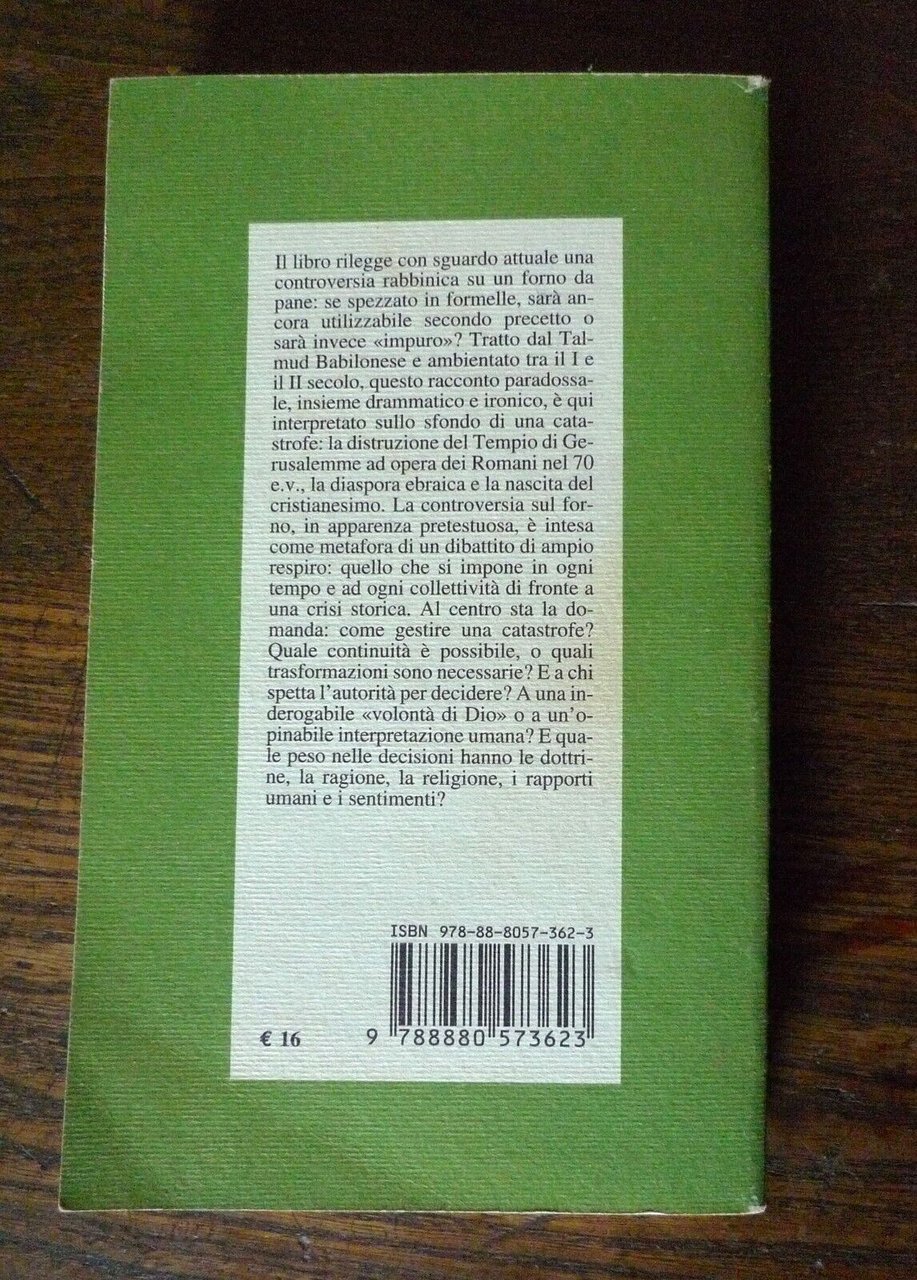 Il libro rilegge con sguardo attuale una
controversia rabbinica su un forno da
pane: se spezzato in formelle, sarà an-
cora utilizzabile secondo precetto o
sarà invece «impuro»? Tratto dal Tal-
mud Babilonese e ambientato tra il I e
il II secolo, questo racconto paradossa-
le, insieme drammatico e ironico, è qui
interpretato sullo sfondo di una cata-
strofe: la distruzione del Tempio di Ge-
rusalemme ad opera dei Romani nel 70
e.v., la diaspora ebraica e la nascita del
cristianesimo. La controversia sul for-
no, in apparenza pretestuosa, è intesa
come metafora di un dibattito di ampio
respiro: quello che si impone in ogni
tempo e ad ogni collettività di fronte a
una crisi storica. Al centro sta la do-
manda: come gestire una catastrofe?
Quale continuità è possibile, o quali
trasformazioni sono necessarie? E a chi
spetta l'autorità per decidere? A una in-
derogabile «volontà di Dio» o a un'o-
pinabile interpretazione umana? E qua-
le peso nelle decisioni hanno le dottri-
ne, la ragione, la religione, i rapporti
umani e i sentimenti?
ISBN 978-88-8057-362-3
€ 16
9 788880 573623